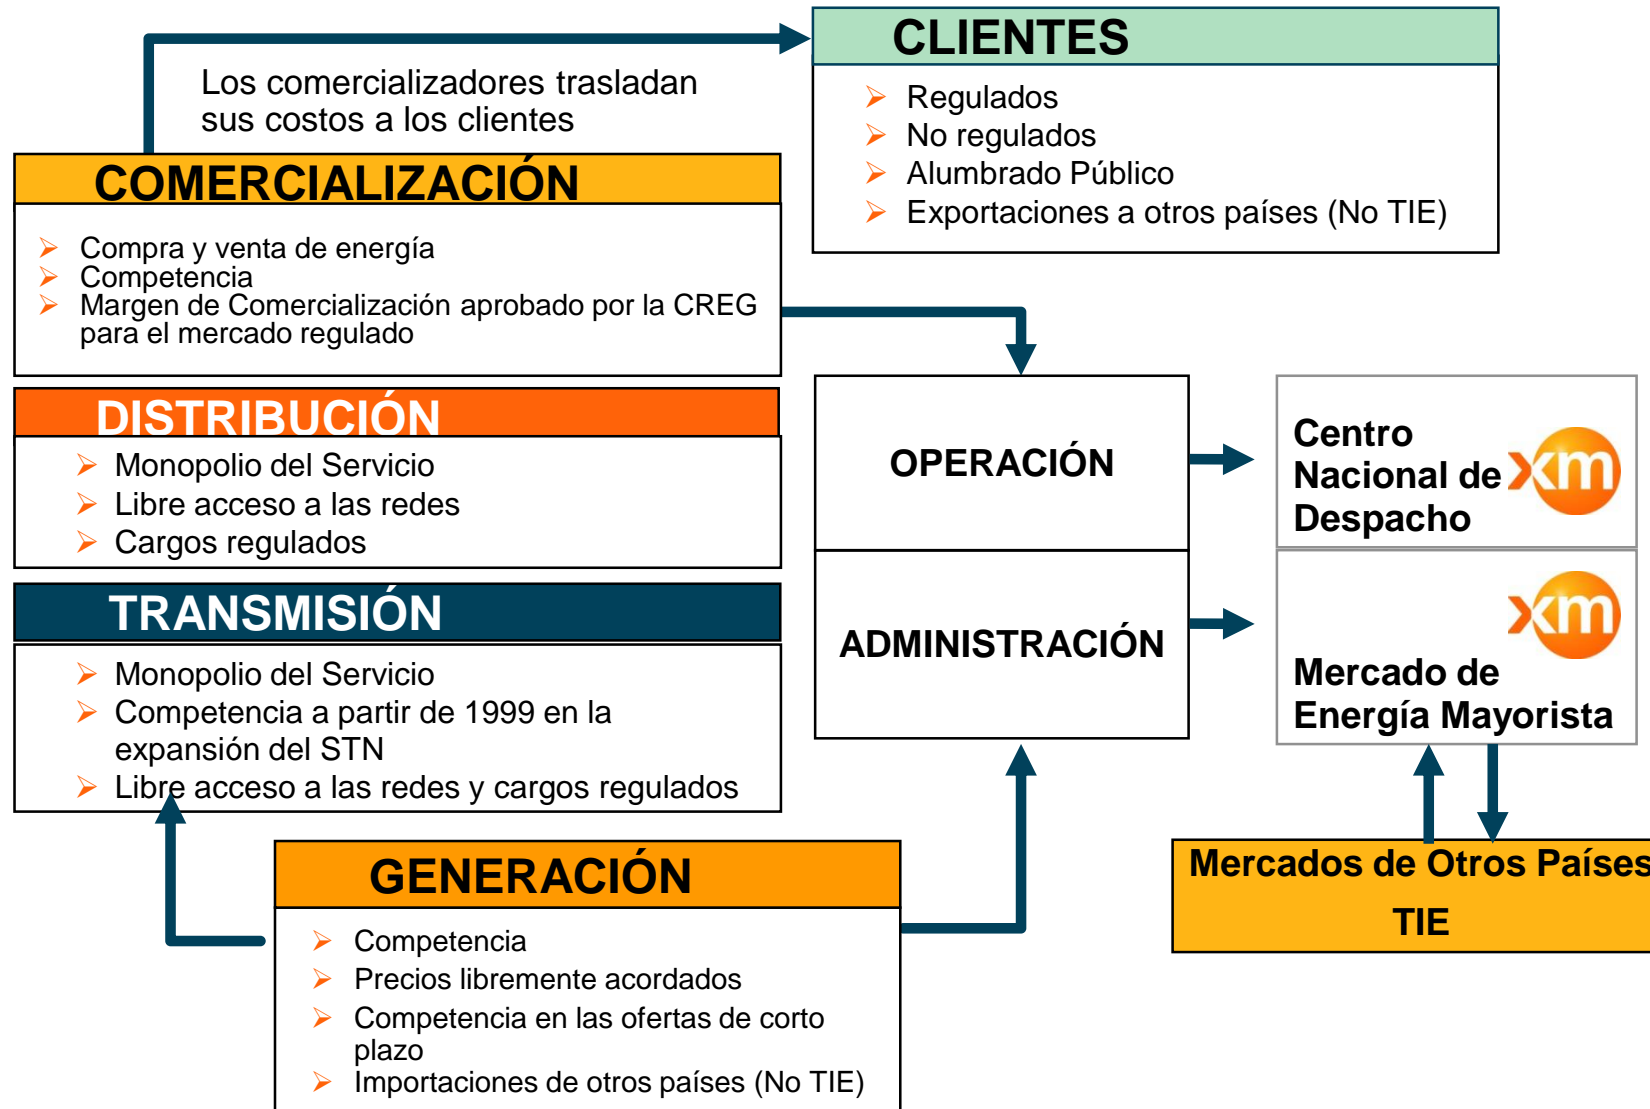 CLIENTES
Los comercializadores trasladan
sus costos a los clientes
Regulados
No regulados
Alumbrado Público
Exportaciones a otros países (No TIE)
COMERCIALIZACIÓN
Compra y venta de energía
Competencia
Margen de Comercialización aprobado por la CREG
para el mercado regulado
DISTRIBUCIÓN
Monopolio del Servicio
Libre acceso a las redes
Cargos regulados
TRANSMISIÓN
Monopolio del Servicio
Competencia a partir de 1999 en la
expansión del STN
Libre acceso a las redes y cargos regulados
OPERACIÓN
ADMINISTRACIÓN
Centro
Nacional de
Despacho
xm
xm
Mercado de
Energía Mayorista
GENERACIÓN
Competencia
Precios libremente acordados
Competencia en las ofertas de corto
plazo
Importaciones de otros países (No TIE)
Mercados de Otros Países
TIE